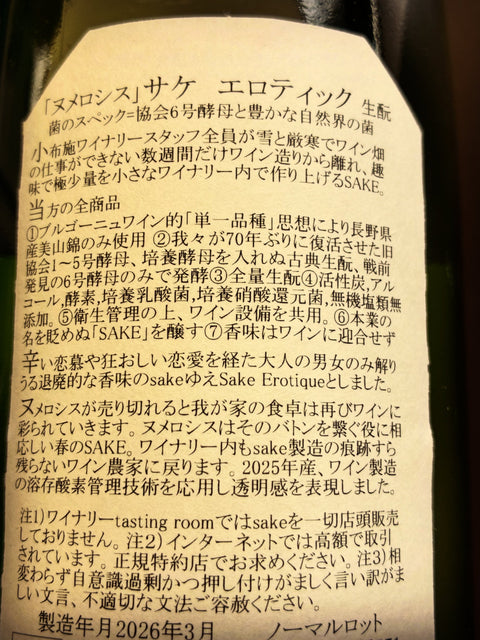 「ヌメロシス」サケ　エロティック 生酛
菌のスペック=協会6号酵母と豊かな自然界の菌
小布施ワイナリースタッフ全員が雪と厳寒でワイン畑
の仕事ができない数週間だけワイン造りから離れ、趣
味で極少量を小さなワイナリー内で作り上げるSAKE。
当方の全商品
①ブルゴーニュワイン的「単一品種」思想により長野県
産美山錦のみ使用 ②我々が70年ぶりに復活させた旧
協会1~5号酵母、培養酵母を入れぬ古典生酛、戦前
発見の6号酵母のみで発酵③全量生酛④活性炭,アル
コール,酵素,培養乳酸菌,培養硝酸還元菌,無機塩類無
添加。⑤衛生管理の上、ワイン設備を共用。⑥本業の
名を貶めぬ「SAKE」を醸す⑦香味はワインに迎合せず
辛い恋慕や狂おしい恋愛を経た大人の男女のみ解り
うる退廃的な香味のsakeゆえSake Erotiqueとしました。
ヌメロシスが売り切れると我が家の食卓は再びワインに
彩られていきます。ヌメロシスはそのバトンを繋ぐ役に相
応しい春のSAKE。ワイナリー内もsake製造の痕跡すら
残らないワイン農家に戻ります。2025年産、ワイン製造
の溶存酸素管理技術を応用し透明感を表現しました。
注1)ワイナリーtasting roomではsakeを一切店頭販売
しておりません。注2）インターネットでは高額で取引
されています。正規特約店でお求めください。注3)相
変わらず自意識過剰かつ押し付けがましく言い訳がま
しい文言、不適切な文法ご容赦ください。
製造年月2026年3月　　ノーマルロット